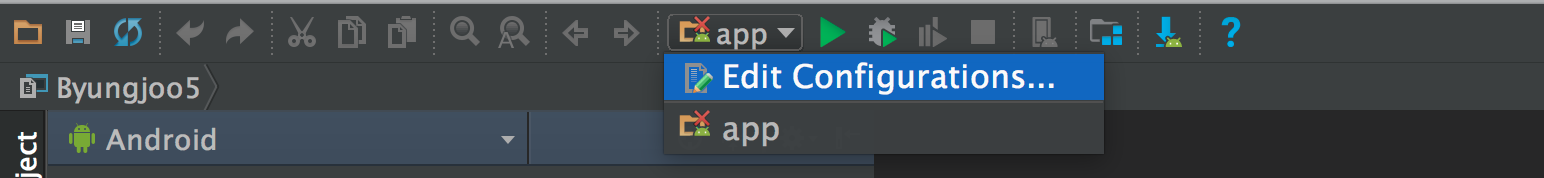 app
?
Byungjoo5
Edit Configurations...
Android
app
ject